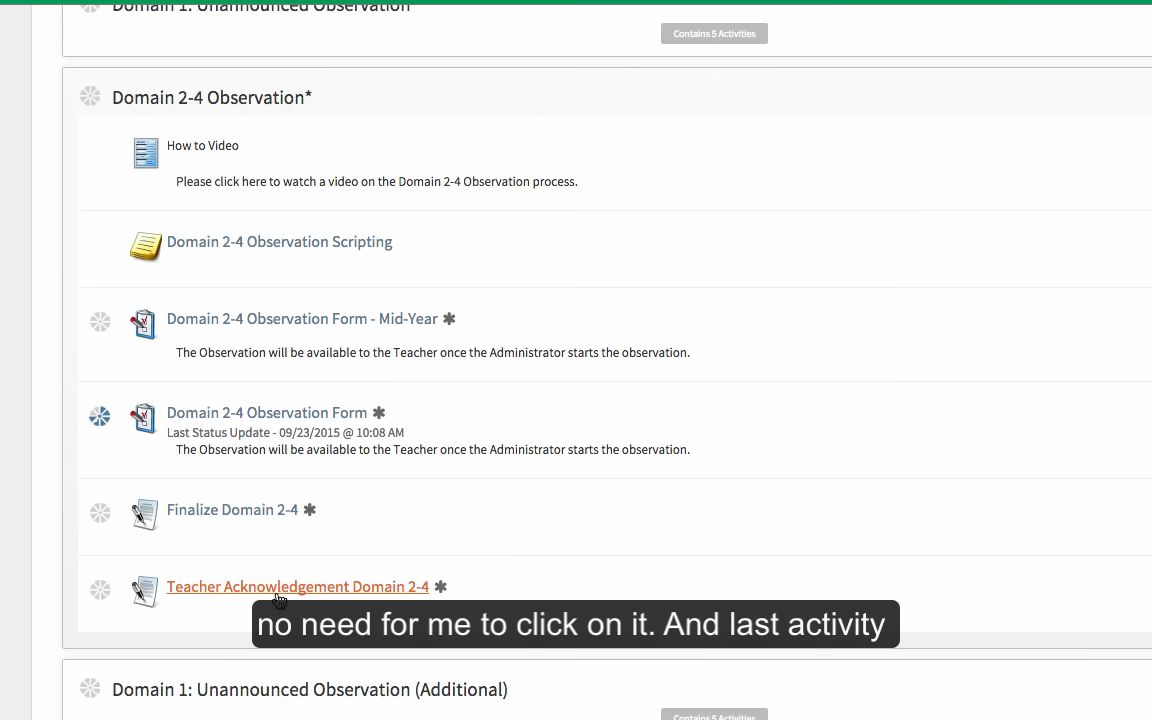 Domain 1: Unannounced Observation
Contains 5 Activities
Domain 2-4 Observation*
How to Video
Please click here to watch a video on the Domain 2-4 Observation process.
Domain 2-4 Observation Scripting
Domain 2-4 Observation Form - Mid-Year ✱
The Observation will be available to the Teacher once the Administrator starts the observation.
Domain 2-4 Observation Form ✱
Last Status Update - 09/23/2015 @ 10:08 AM
The Observation will be available to the Teacher once the Administrator starts the observation.
Finalize Domain 2-4 ✱
Teacher Acknowledgement Domain 2-4 ✱
no need for me to click on it. And last activity
Domain 1: Unannounced Observation (Additional)
Contains 5 Activities